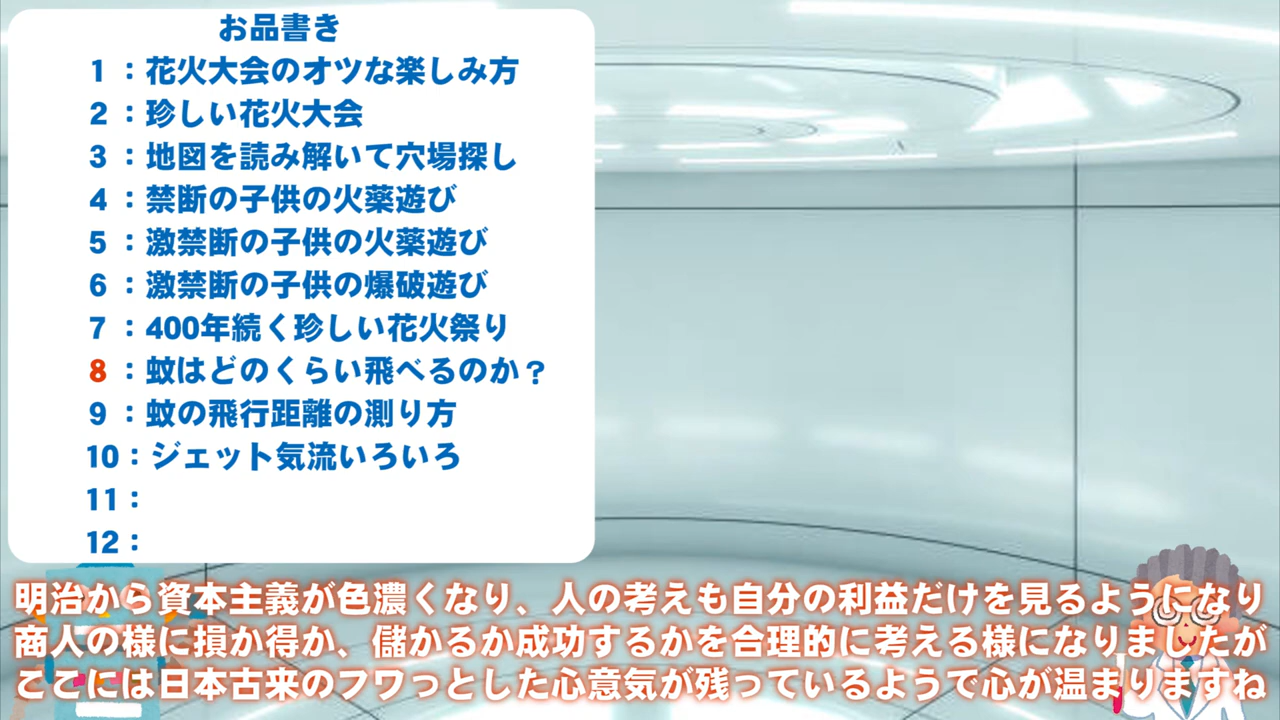 お品書き
1：花火大会のオツな楽しみ方
2：珍しい花火大会
3：地図を読み解いて穴場探し
4：禁断の子供の火薬遊び
5：激禁断の子供の火薬遊び
6：激禁断の子供の爆破遊び
7：400年続く珍しい花火祭り
8：蚊はどのくらい飛べるのか？
9：蚊の飛行距離の測り方
10：ジェット気流いろいろ
11：
12：
明治から資本主義が色濃くなり、人の考えも自分の利益だけを見るようになり
商人の様に損か得か、儲かるか成功するかを合理的に考える様になりましたが
ここには日本古来のフワっとした心意気が残っているようで心が温まりますね